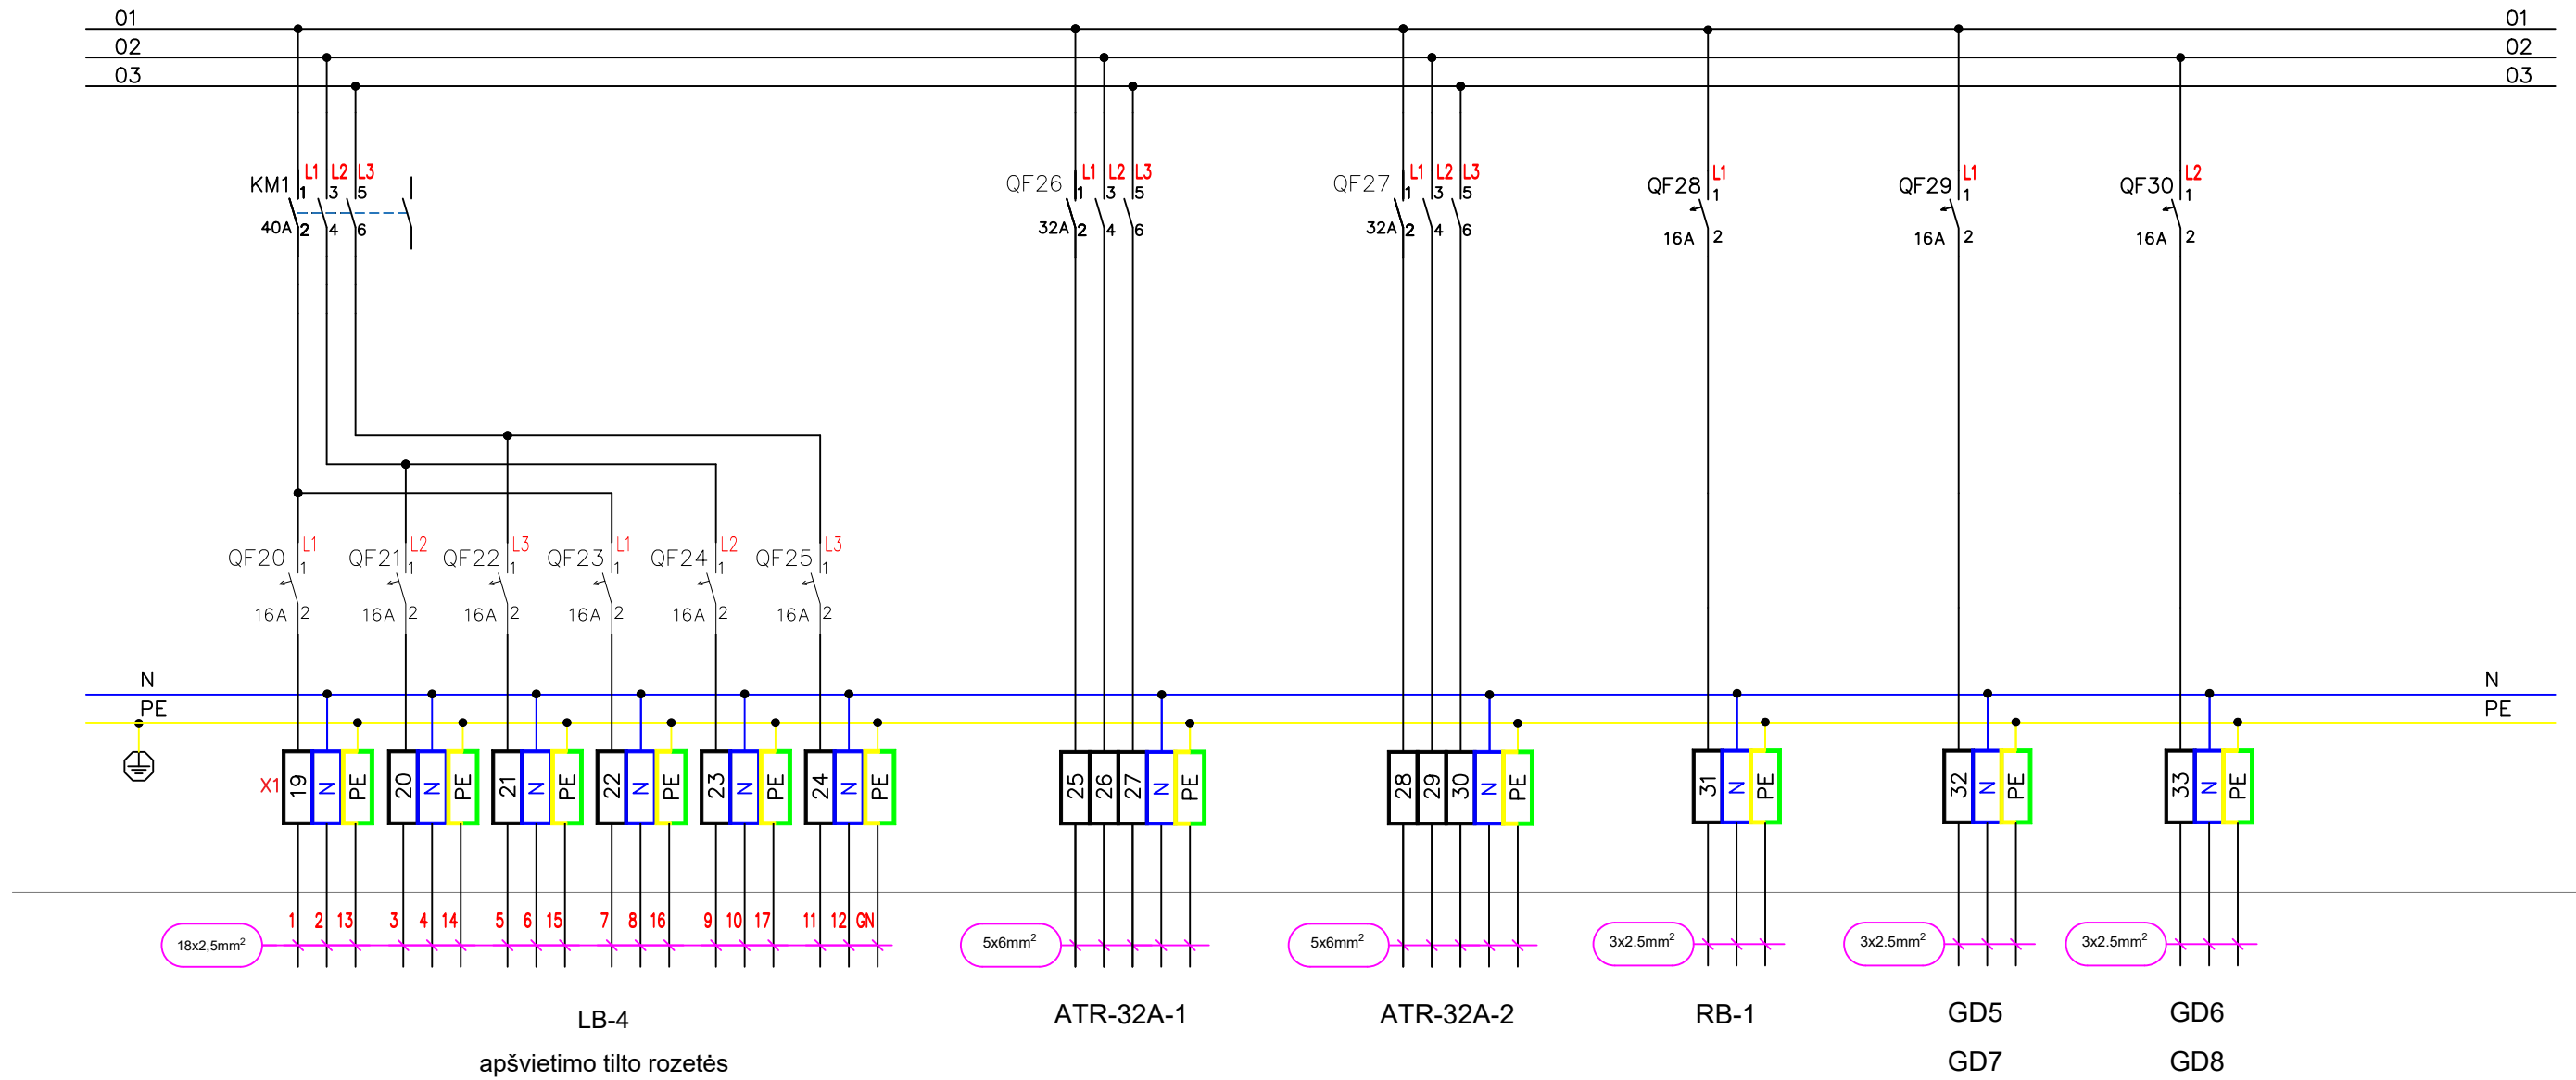 01 01
02 02
03 03
L1 L2 L3 L1 L2 L3 L1 L2 L3 L1 L1 L2
KM1 1 3 5 QF26 1 3 5 QF27 1 3 5 QF28 1 QF29 1 QF30 1
40A 2 4 6 32A 2 4 6 32A 2 4 6 16A 2 16A 2 16A 2
L1 L2 L3 L1 L2 L3
QF20 1 QF21 1 QF22 1 QF23 1 QF24 1 QF25 1
16A 2 16A 2 16A 2 16A 2 16A 2 16A 2
N N
PE PE
X1 19 N PE 20 N PE 21 N PE 22 N PE 23 N PE 24 N PE 25 26 27 N PE 28 29 30 N PE 31 N PE 32 N PE 33 N PE
1 2 13 3 4 14 5 6 15 7 8 16 9 10 17 11 12 GN
18x2,5mm² 5x6mm² 5x6mm² 3x2.5mm² 3x2.5mm² 3x2.5mm²
LB-4 ATR-32A-1 ATR-32A-2 RB-1 GD5 GD6
apšvietimo tilto rozetės GD7 GD8